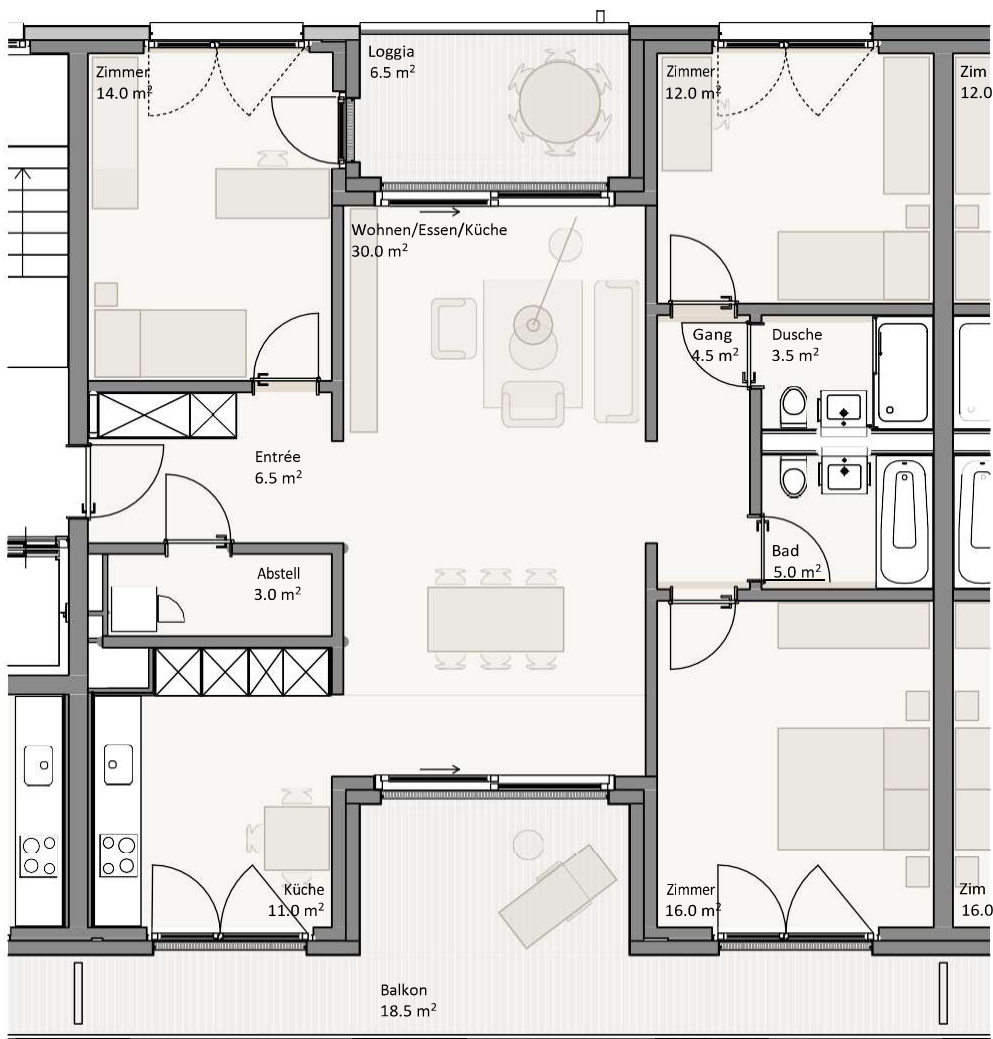 Zimmer
14.0 m²
Loggia
6.5 m²
Zimmer
12.0 m²
Zim
12.0
Wohnen/Essen/Küche
30.0 m²
Gang
4.5 m²
Dusche
3.5 m²
Entrée
6.5 m²
Abstell
3.0 m²
Bad
5.0 m²
Küche
11.0 m²
Zimmer
16.0 m²
Zim
16.0
Balkon
18.5 m²